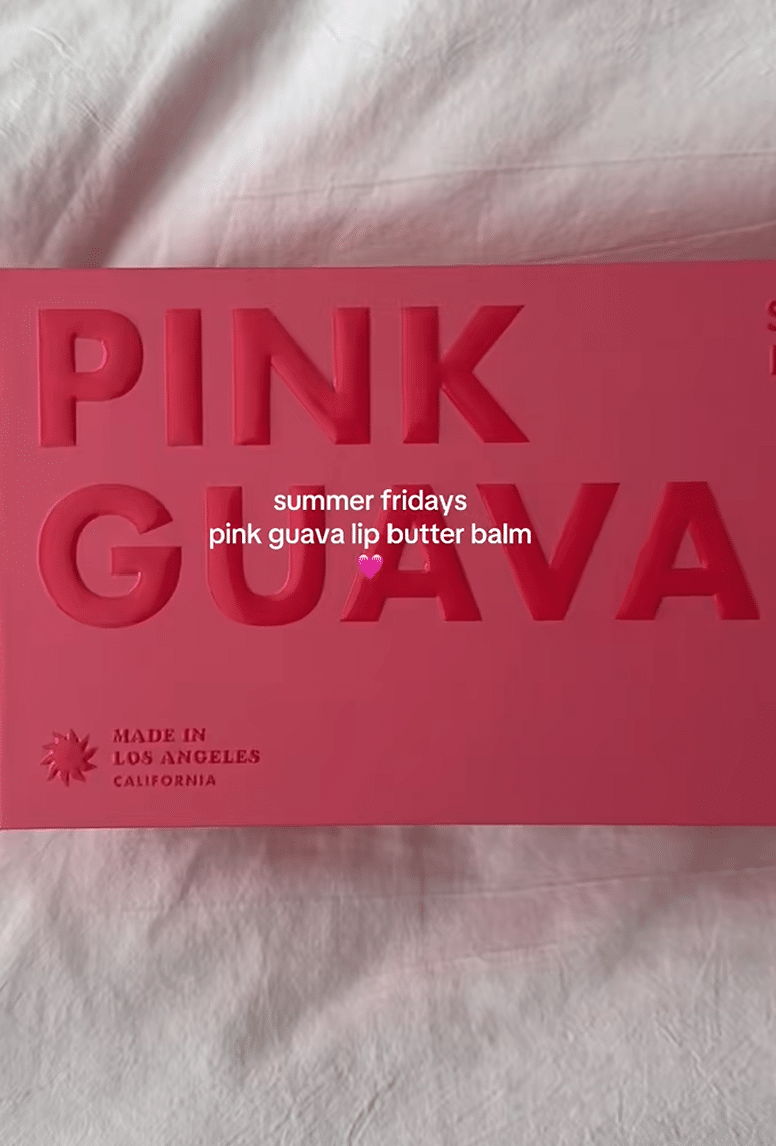 PINK
GUAVA
summer fridays
pink guava lip butter balm
🩷
MADE IN
LOS ANGELES
CALIFORNIA